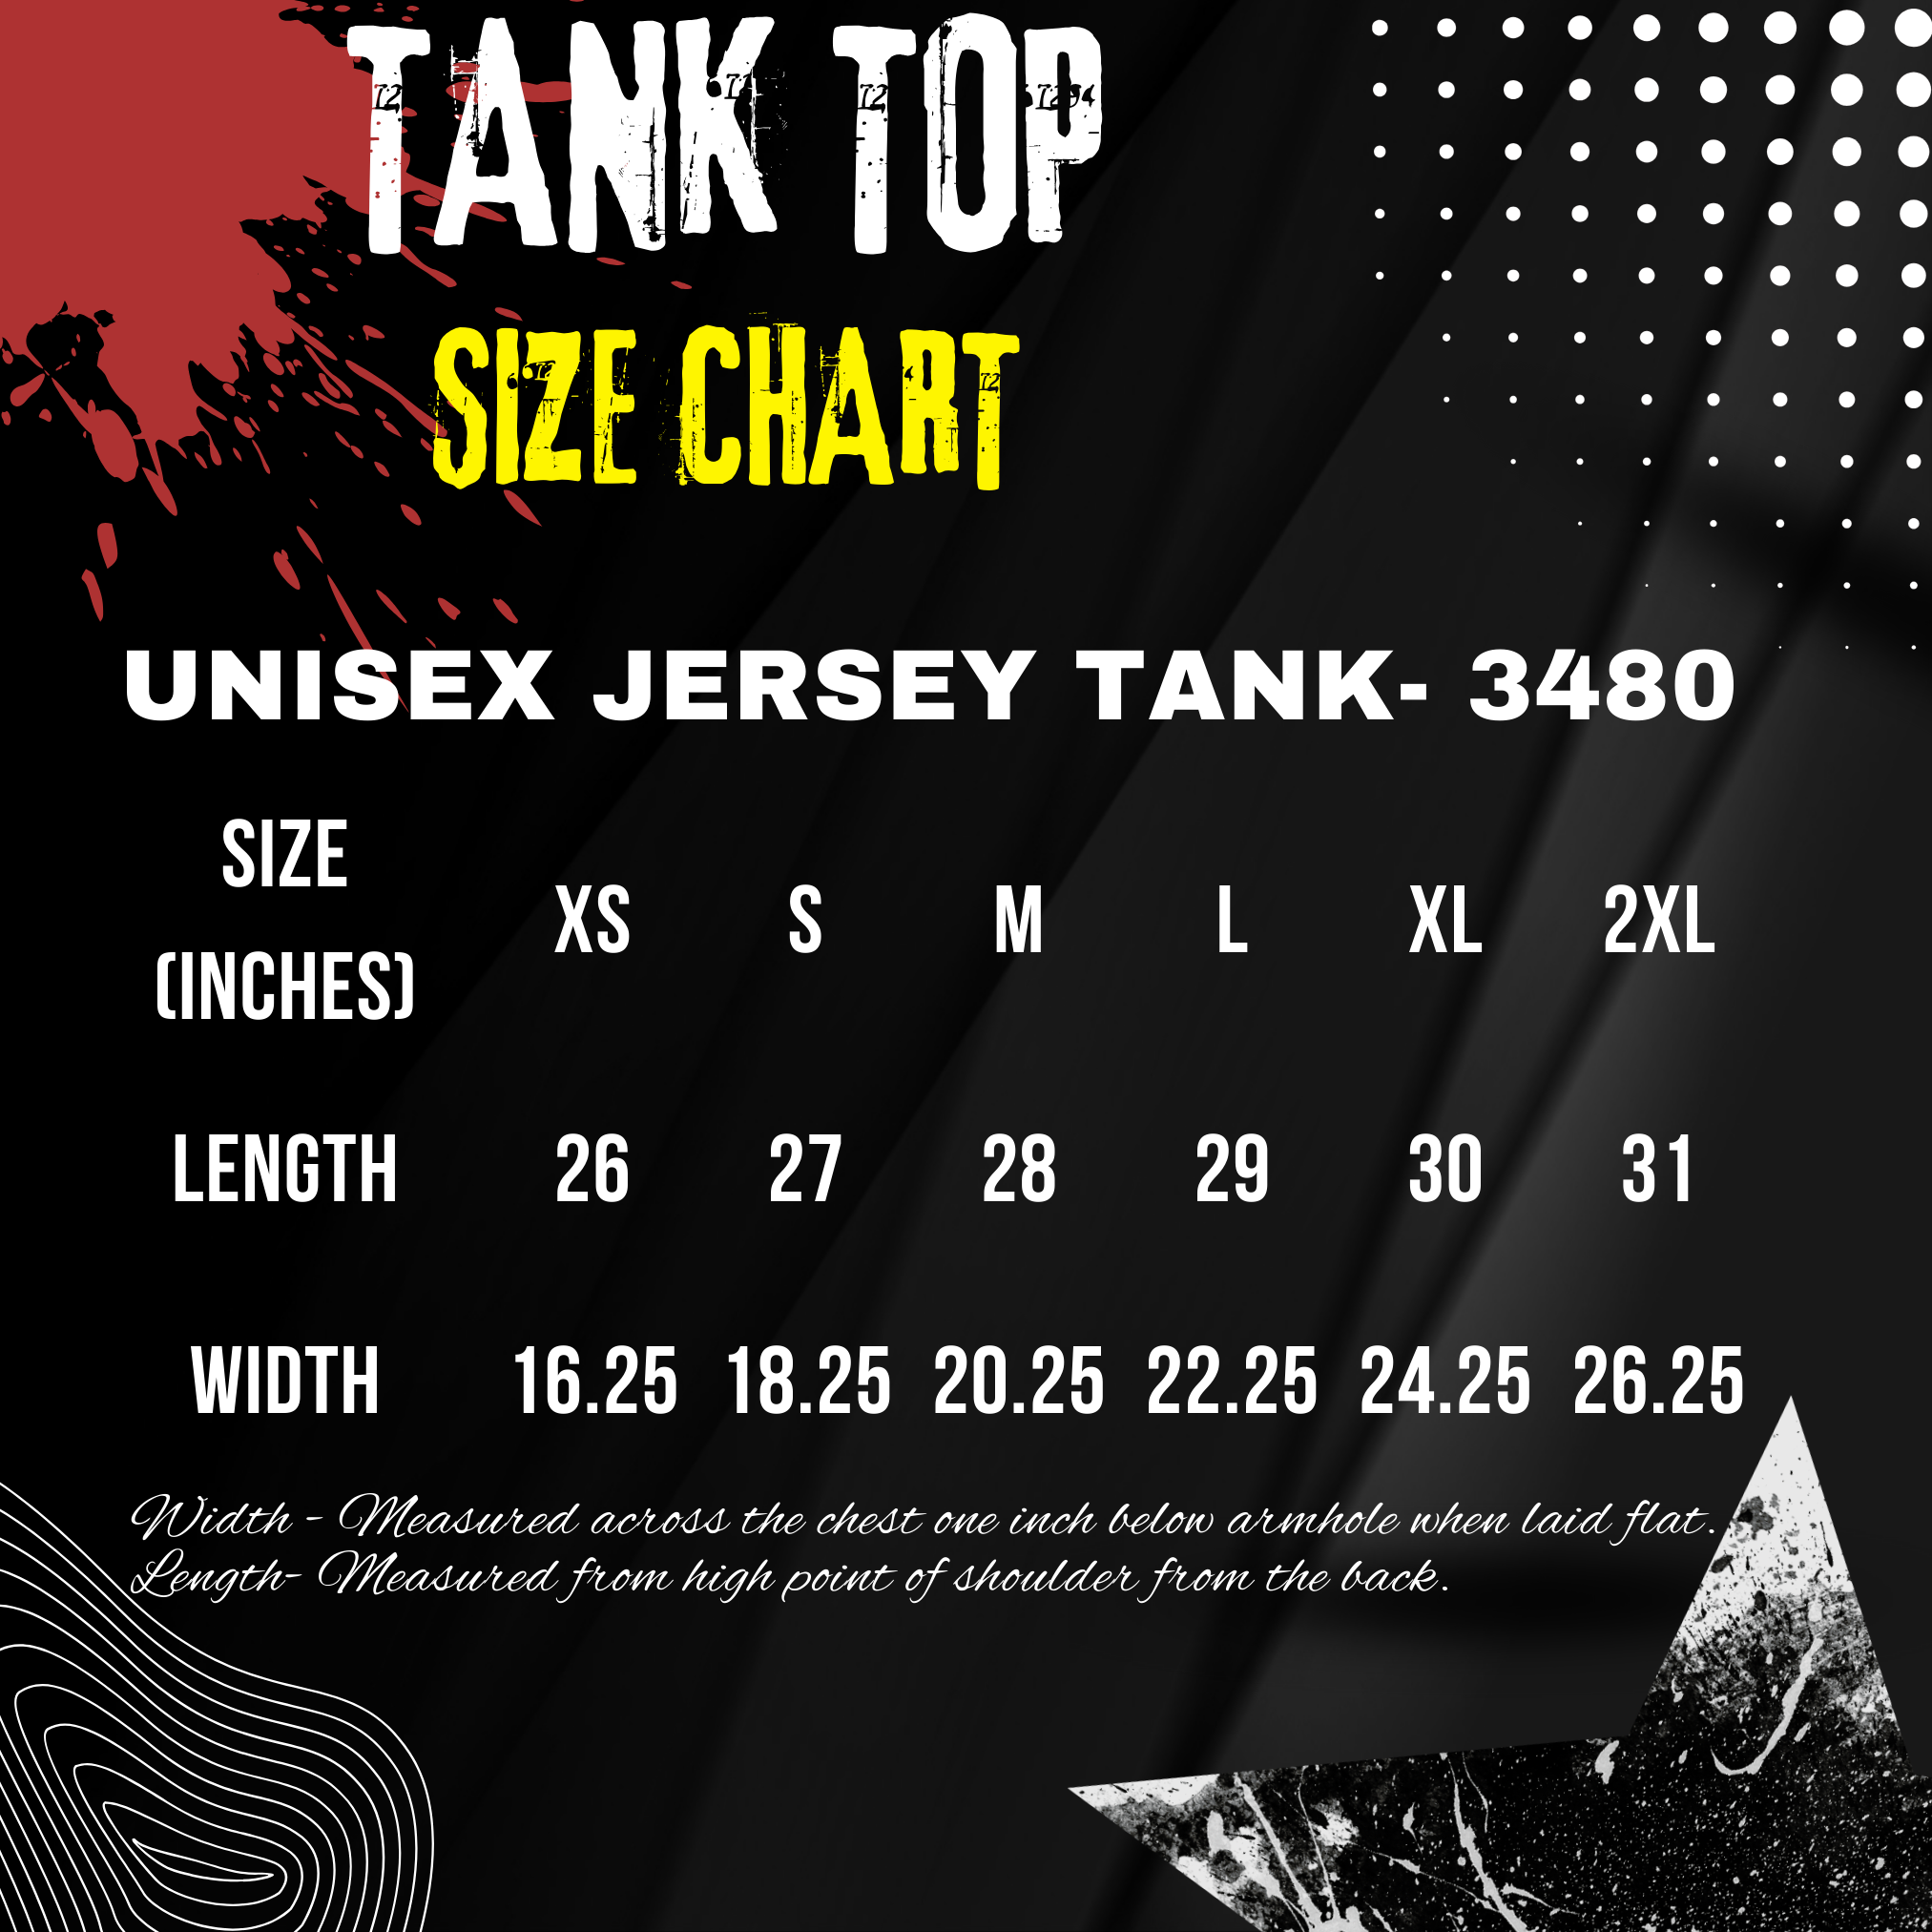 TANK TOP
SIZE CHART
UNISEX JERSEY TANK- 3480
SIZE
(INCHES) XS S M L XL 2XL
LENGTH 26 27 28 29 30 31
WIDTH 16.25 18.25 20.25 22.25 24.25 26.25
Width - Measured across the chest one inch below armhole when laid flat.
Length- Measured from high point of shoulder from the back.